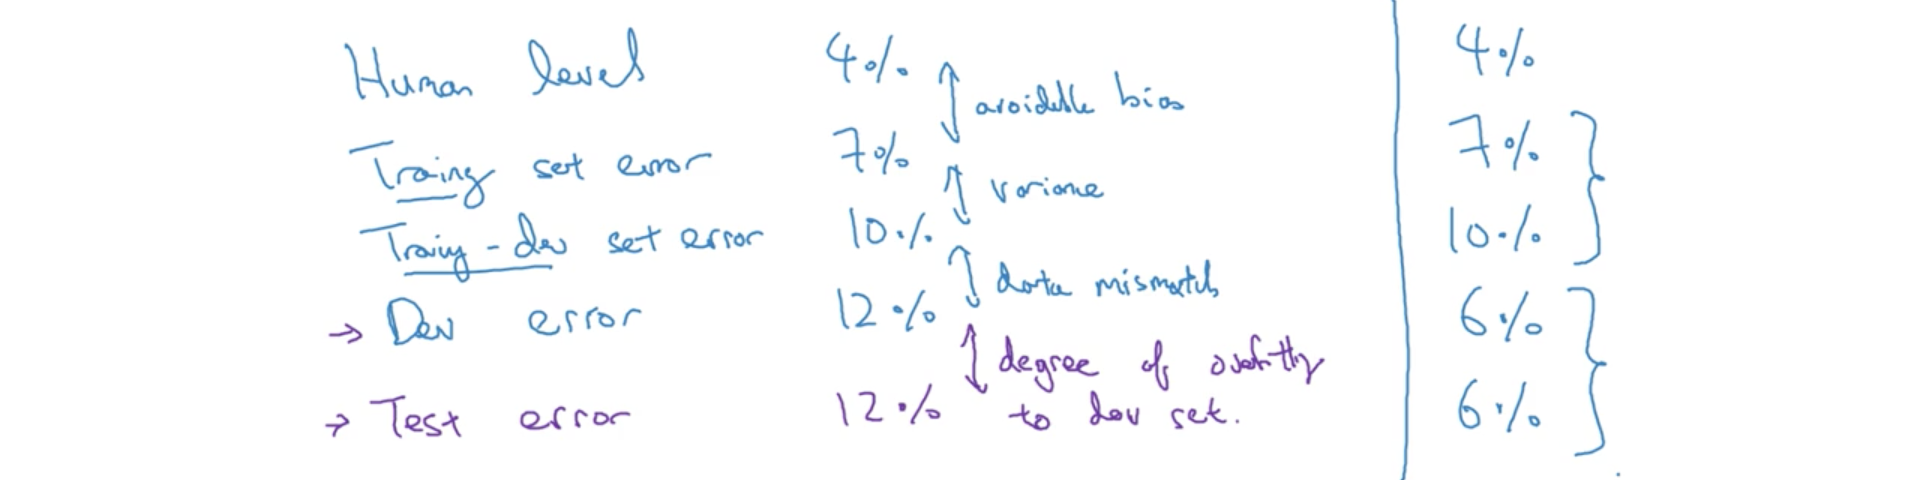 Human level 4% 4%
avoidable bias
Traing set error 7% 7%
variance
Traing-dev set error 10% 10%
data mismatch
Dev error 12% 6%
degree of overfitting
Test error 12% to dev set. 6%